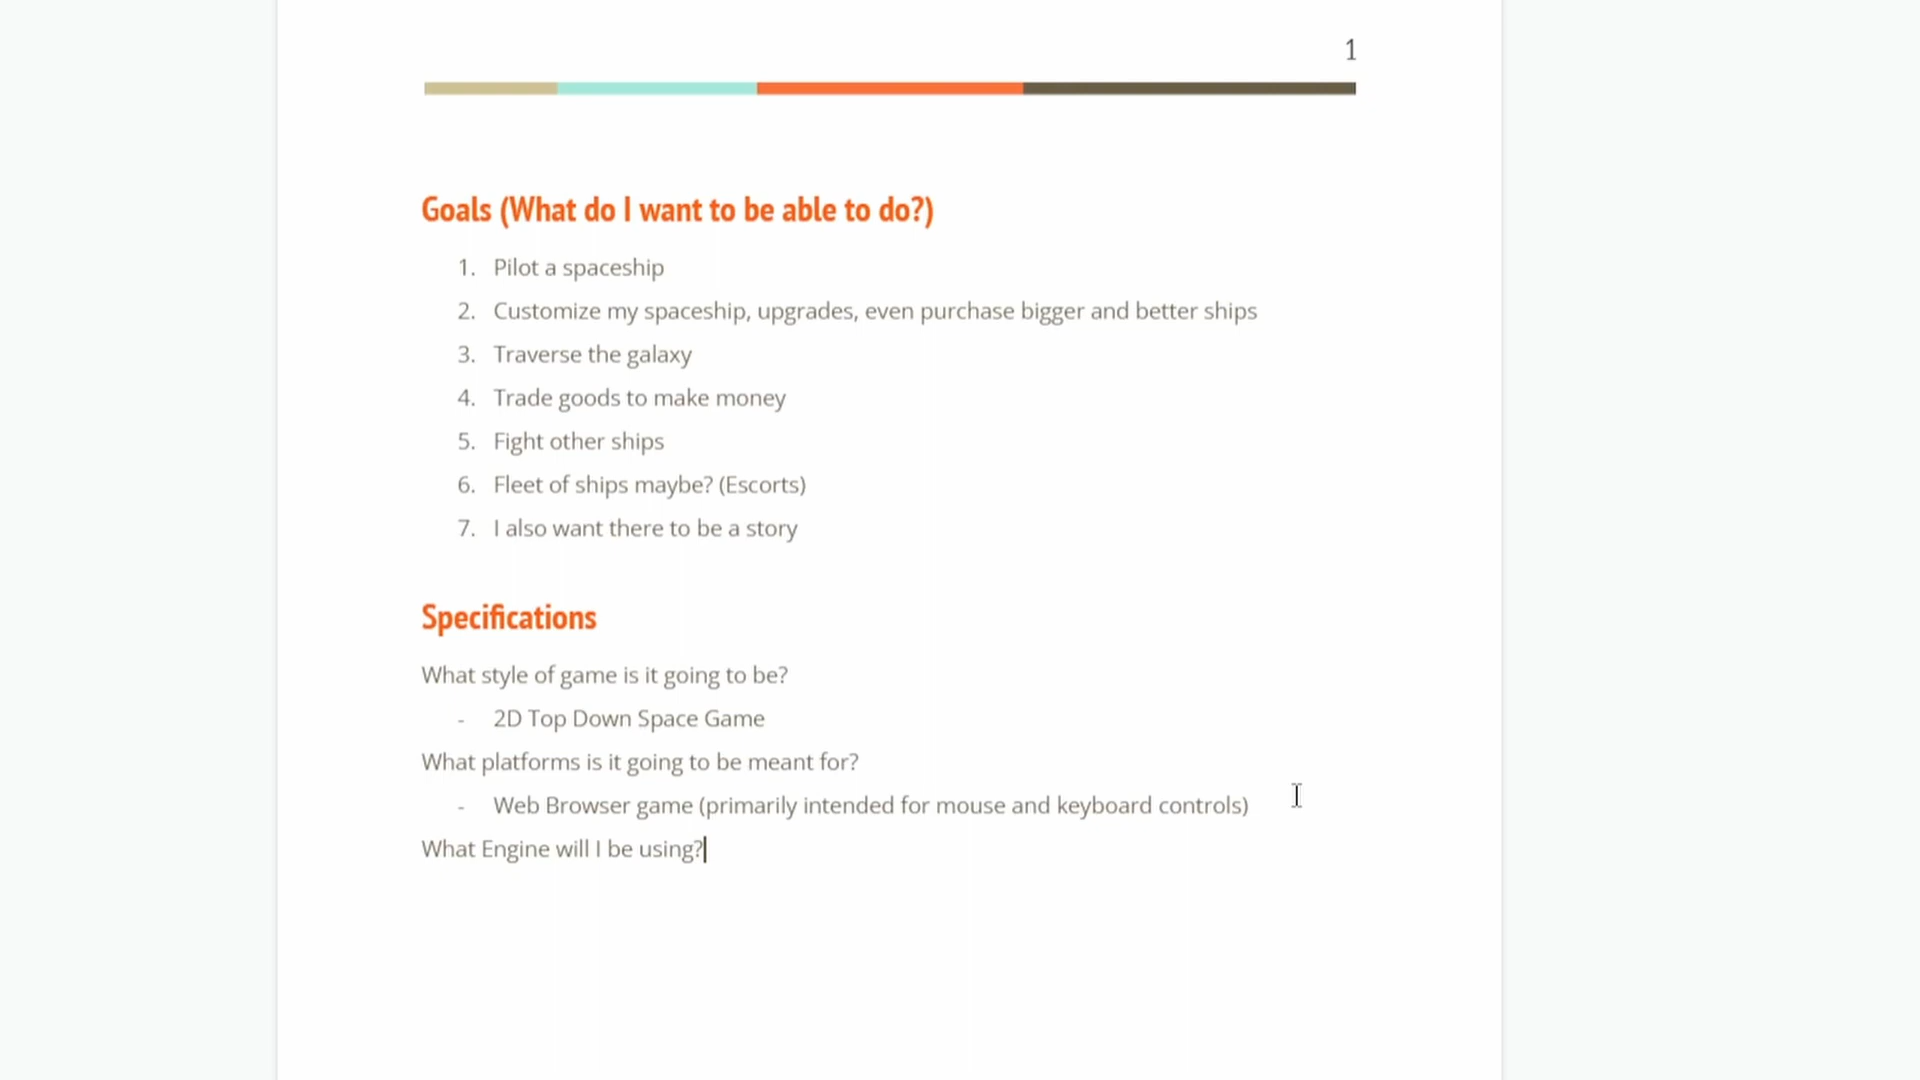 1
Goals (What do I want to be able to do?)
1. Pilot a spaceship
2. Customize my spaceship, upgrades, even purchase bigger and better ships
3. Traverse the galaxy
4. Trade goods to make money
5. Fight other ships
6. Fleet of ships maybe? (Escorts)
7. I also want there to be a story
Specifications
What style of game is it going to be?
- 2D Top Down Space Game
What platforms is it going to be meant for?
- Web Browser game (primarily intended for mouse and keyboard controls)
What Engine will I be using?